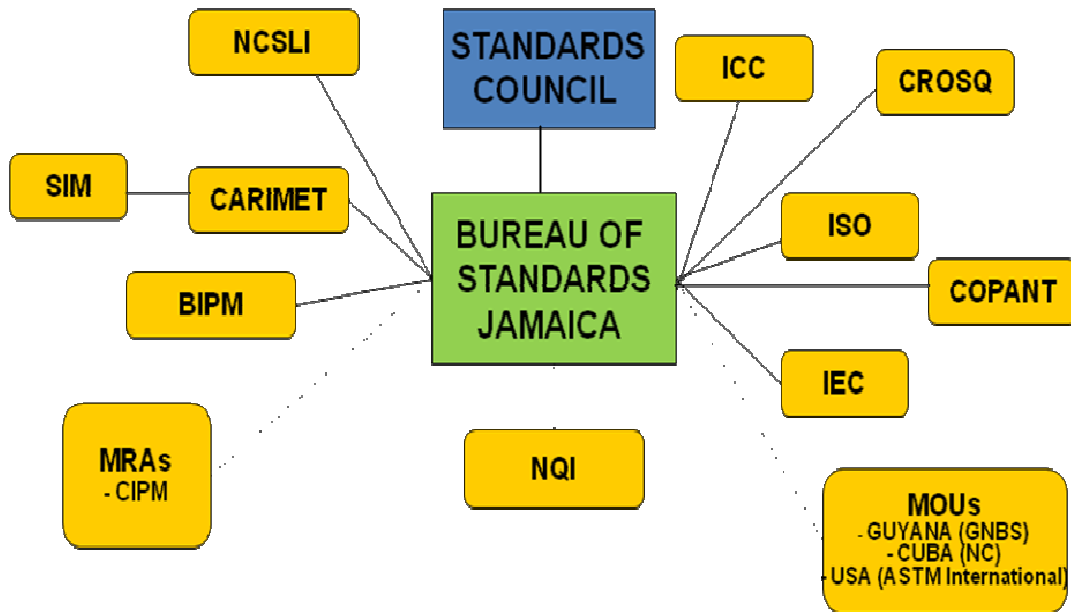 NCSLI
STANDARDS
COUNCIL
ICC
CROSQ
SIM
CARIMET
BUREAU OF
STANDARDS
JAMAICA
ISO
BIPM
COPANT
IEC
MRAs
- CIPM
NQI
MOUs
- GUYANA (GNBS)
- CUBA (NC)
- USA (ASTM International)